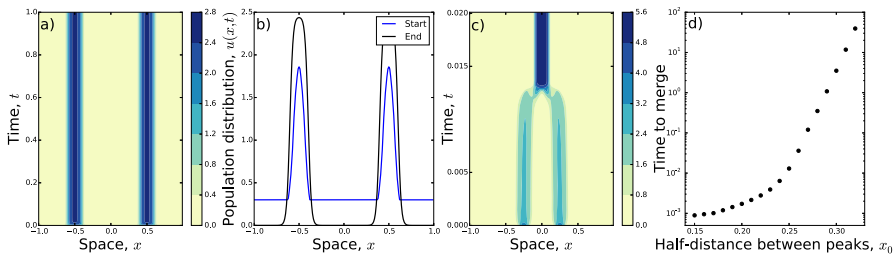 a)
1.0
0.8
0.6
0.4
0.2
0.0
Time, t
−1.0 −0.5 0.0 0.5
Space, x
2.8
2.4
2.0
1.6
1.2
0.8
0.4
0.0
b)
Start
End
2.5
2.0
1.5
1.0
0.5
0.0
Population distribution, u(x,t)
−1.0 −0.5 0.0 0.5 1.0
Space, x
c)
0.020
0.015
0.010
0.005
0.000
Time, t
−1.0 −0.5 0.0 0.5
Space, x
5.6
4.8
4.0
3.2
2.4
1.6
0.8
0.0
d)
10²
10¹
10⁰
10⁻¹
10⁻²
10⁻³
Time to merge
0.15 0.20 0.25 0.30
Half-distance between peaks, x₀